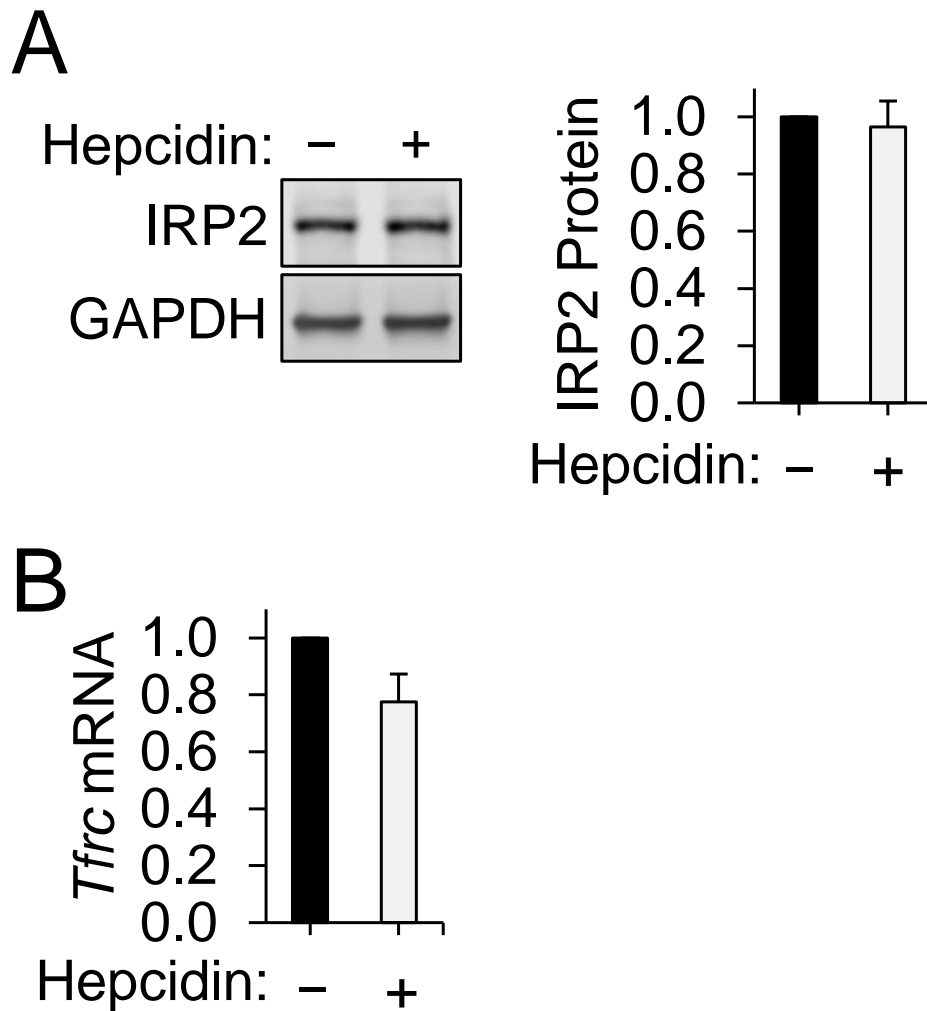 A
Hepcidin: – +
IRP2
GAPDH
IRP2 Protein
1.0
0.8
0.6
0.4
0.2
0.0
Hepcidin: – +
B
Tfrc mRNA
1.0
0.8
0.6
0.4
0.2
0.0
Hepcidin: – +